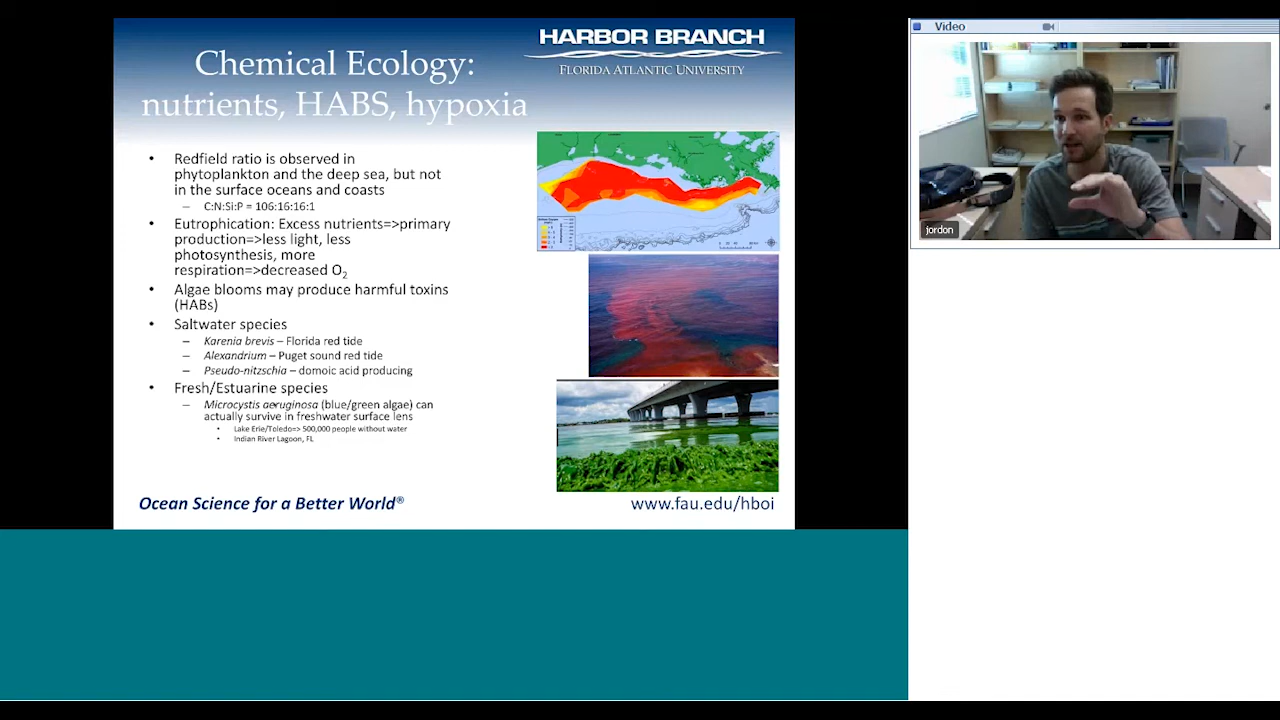 Chemical Ecology:
nutrients, HABS, hypoxia
HARBOR BRANCH
FLORIDA ATLANTIC UNIVERSITY
• Redfield ratio is observed in
phytoplankton and the deep sea, but not
in the surface oceans and coasts
– C:N:Si:P = 106:16:16:1
• Eutrophication: Excess nutrients=>primary
production=>less light, less
photosynthesis, more
respiration=>decreased O2
• Algae blooms may produce harmful toxins
(HABs)
• Saltwater species
– Karenia brevis – Florida red tide
– Alexandrium – Puget sound red tide
– Pseudo-nitzschia – domoic acid producing
• Fresh/Estuarine species
– Microcystis aeruginosa (blue/green algae) can
actually survive in freshwater surface lens
• Lake Erie/Toledo=> 500,000 people without water
• Indian River Lagoon, FL
Ocean Science for a Better World®
www.fau.edu/hboi
Video
jordon